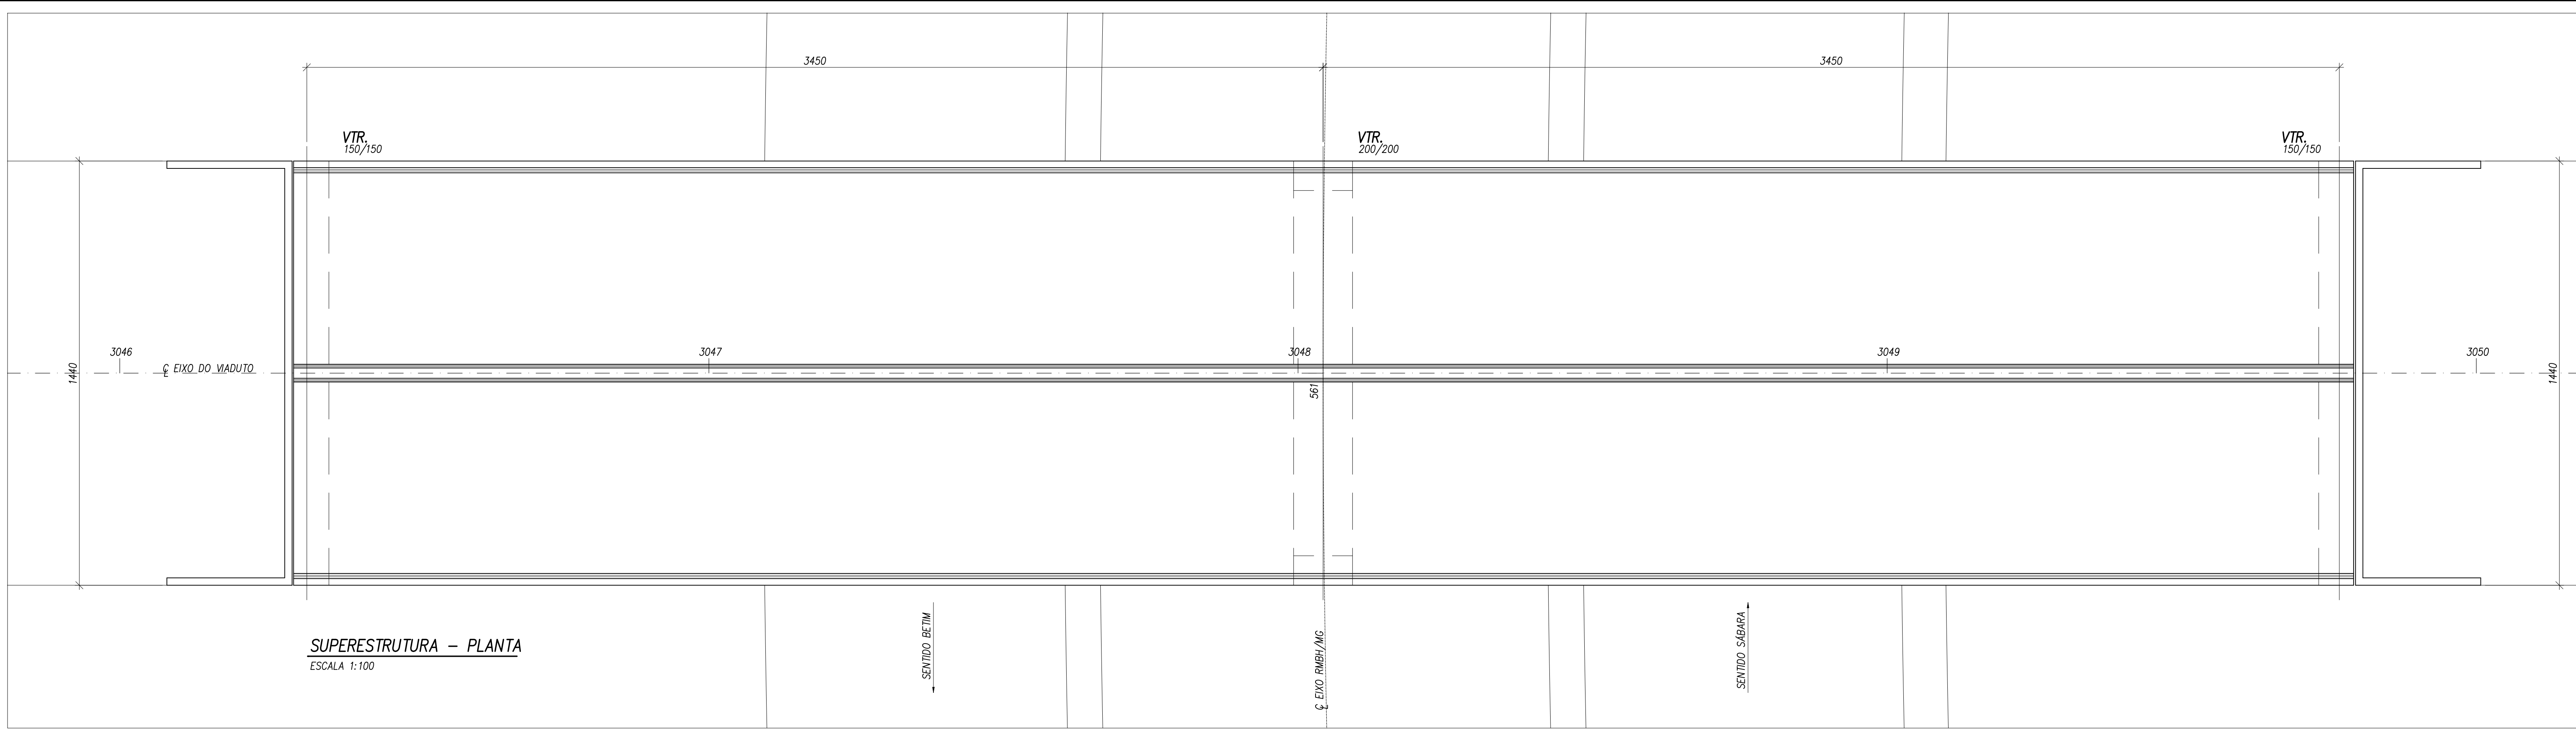 3450
3450
VTR.
150/150
VTR.
200/200
VTR.
150/150
3046
3047
3048
3049
3050
℄ EIXO DO VIADUTO
1440
1440
561
SENTIDO BETIM
℄ EIXO RMBH/MG
SENTIDO SÁBARA
SUPERESTRUTURA – PLANTA
ESCALA 1:100